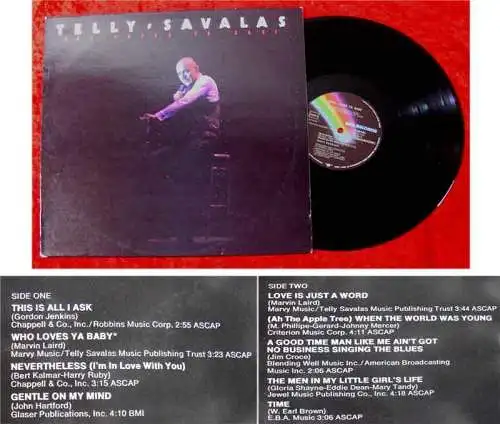 TELLY SAVALAS
SIDE ONE
THIS IS ALL I ASK
(Gordon Jenkins)
Chappell & Co., Inc./Robbins Music Corp. 2:55 ASCAP
WHO LOVES YA BABY*
(Marvin Laird)
Marvy Music/Telly Savalas Music Publishing Trust 3:23 ASCAP
NEVERTHELESS (I'm In Love With You)
(Bert Kalmar-Harry Ruby)
Chappell & Co., Inc. 3:15 ASCAP
GENTLE ON MY MIND
(John Hartford)
Glaser Publications, Inc. 4:10 BMI
SIDE TWO
LOVE IS JUST A WORD
(Marvin Laird)
Marvy Music/Telly Savalas Music Publishing Trust 3:44 ASCAP
(Ah The Apple Tree) WHEN THE WORLD WAS YOUNG
(M. Phillipe-Gerard-Johnny Mercer)
Criterion Music Corp. 4:11 ASCAP
A GOOD TIME MAN LIKE ME AIN'T GOT
NO BUSINESS SINGING THE BLUES
(Jim Croce)
Blending Well Music Inc./American Broadcasting
Music Inc. 2:06 ASCAP
THE MEN IN MY LITTLE GIRL'S LIFE
(Gloria Shayne-Eddie Dean-Mary Tandy)
Jewel Music Publishing Co., Inc. 4:18 ASCAP
TIME
(W. Earl Brown)
E.B.A. Music 3:06 ASCAP